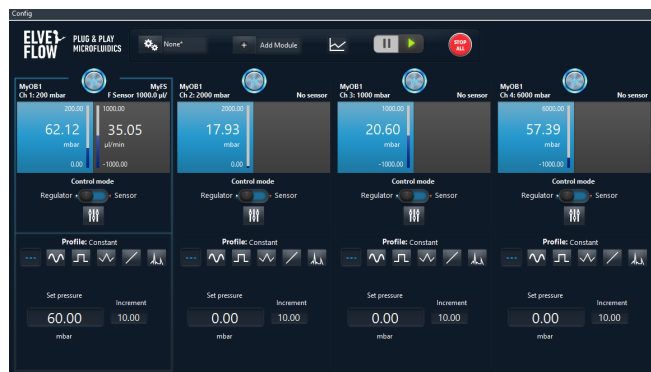 Config
ELVE FLOW
PLUG & PLAY
MICROFLUIDICS
None*
+ Add Module
STOP
ALL
MyOB1 MyFS
Ch 1: 200 mbar F Sensor 1000.0 µl/
200.00 1000.00
62.12 35.05
mbar µl/min
0.00 -1000.00
Control mode
Regulator Sensor
Profile: Constant
Set pressure
Increment
60.00 10.00
mbar
MyOB1
Ch 2: 2000 mbar No sensor
2000.00
17.93
mbar
0.00
Control mode
Regulator Sensor
Profile: Constant
Set pressure
Increment
0.00 10.00
mbar
MyOB1
Ch 3: 1000 mbar No sensor
1000.00
20.60
mbar
-1000.00
Control mode
Regulator Sensor
Profile: Constant
Set pressure
Increment
0.00 10.00
mbar
MyOB1
Ch 4: 6000 mbar No sensor
6000.00
57.39
mbar
-1000.00
Control mode
Regulator Sensor
Profile: Constant
Set pressure
Increment
0.00 10.00
mbar